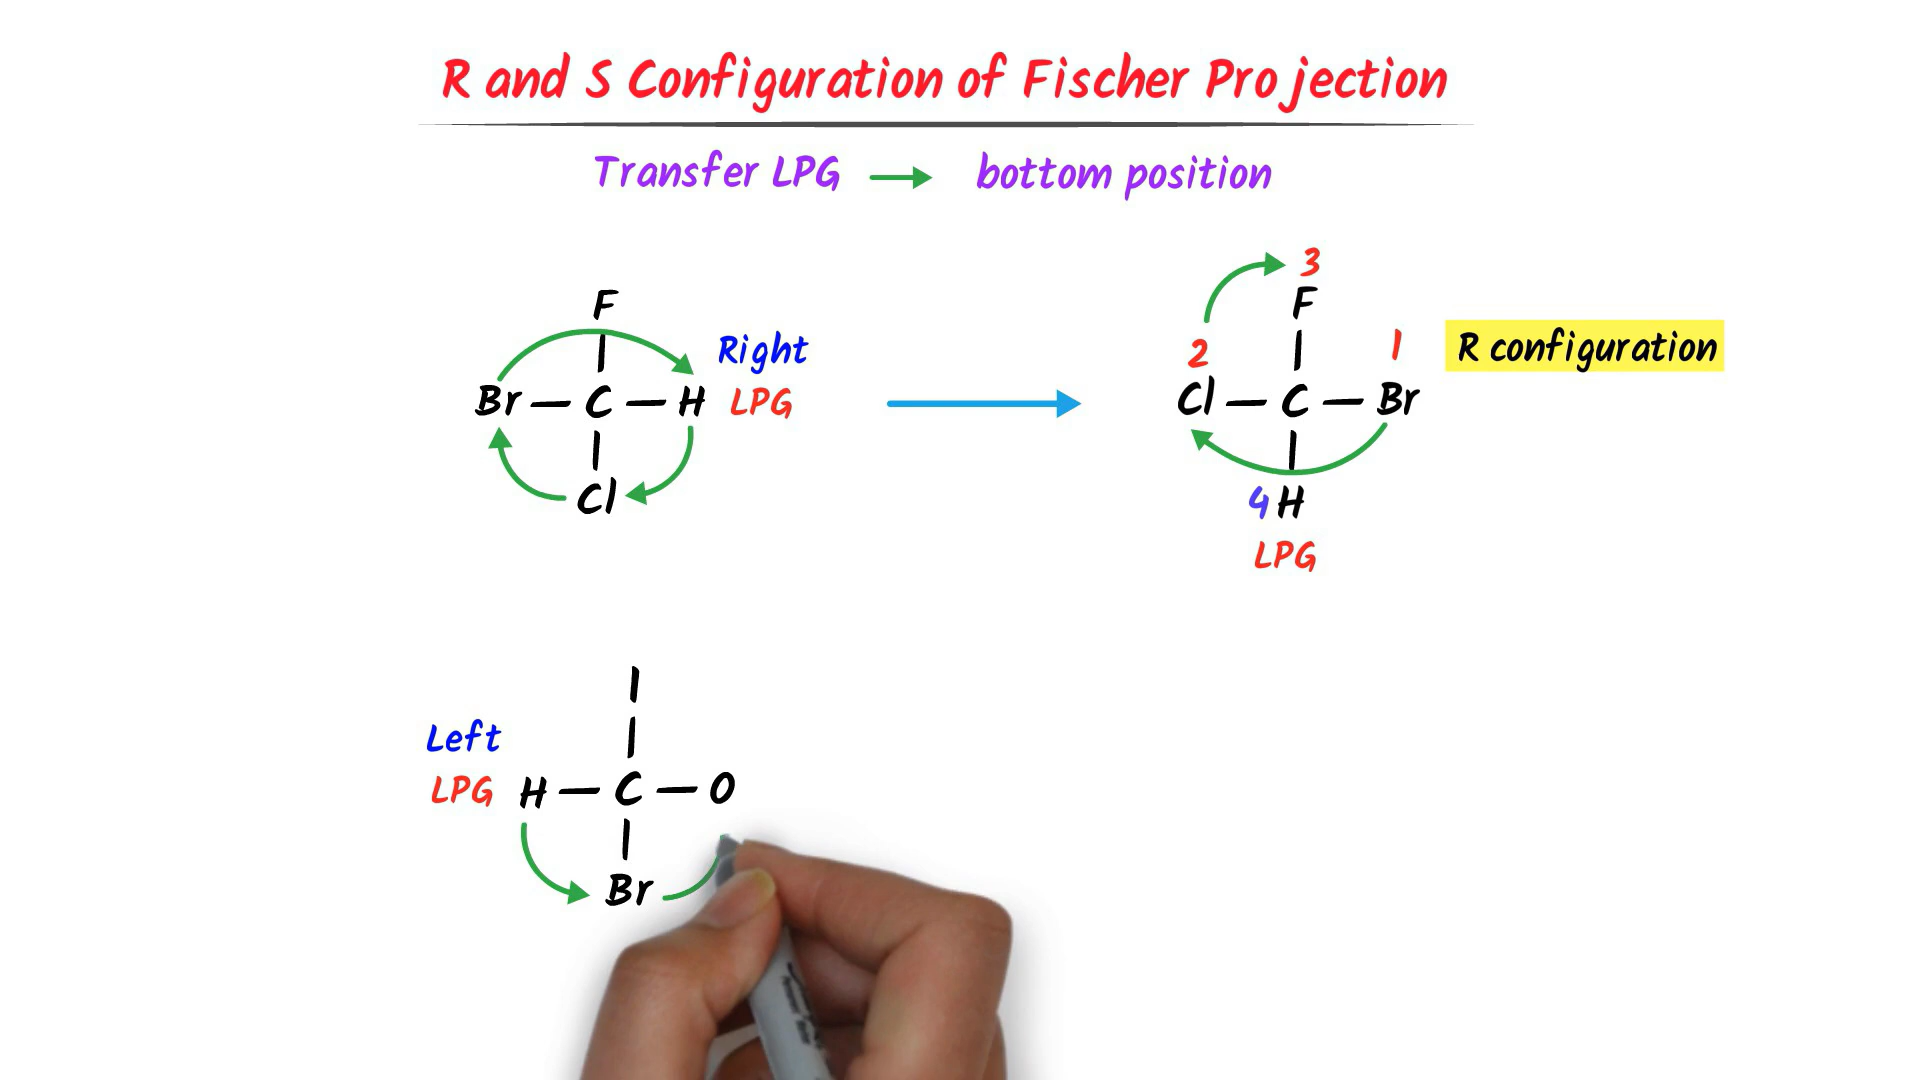 R and S Configuration of Fischer Projection
Transfer LPG → bottom position
F
Br — C — H
Right
LPG
Cl
3
F
2
1
Cl — C — Br
R configuration
4 H
LPG
I
Left
LPG
H — C — O
Br